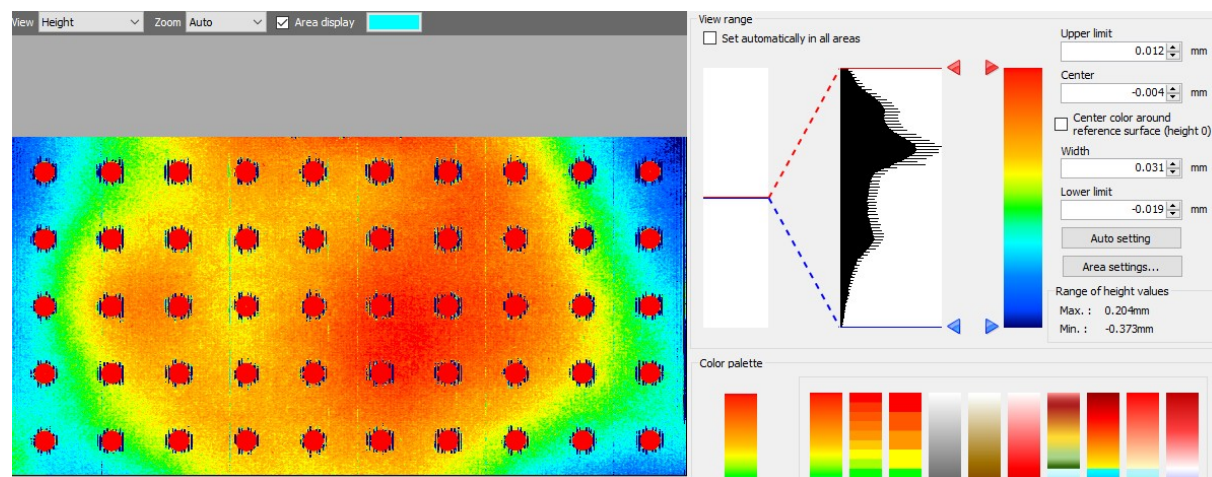 View Height Zoom Auto Area display
View range
Set automatically in all areas
Upper limit
0.012 mm
Center
-0.004 mm
Center color around
reference surface (height 0)
Width
0.031 mm
Lower limit
-0.019 mm
Auto setting
Area settings...
Range of height values
Max. : 0.204mm
Min. : -0.373mm
Color palette